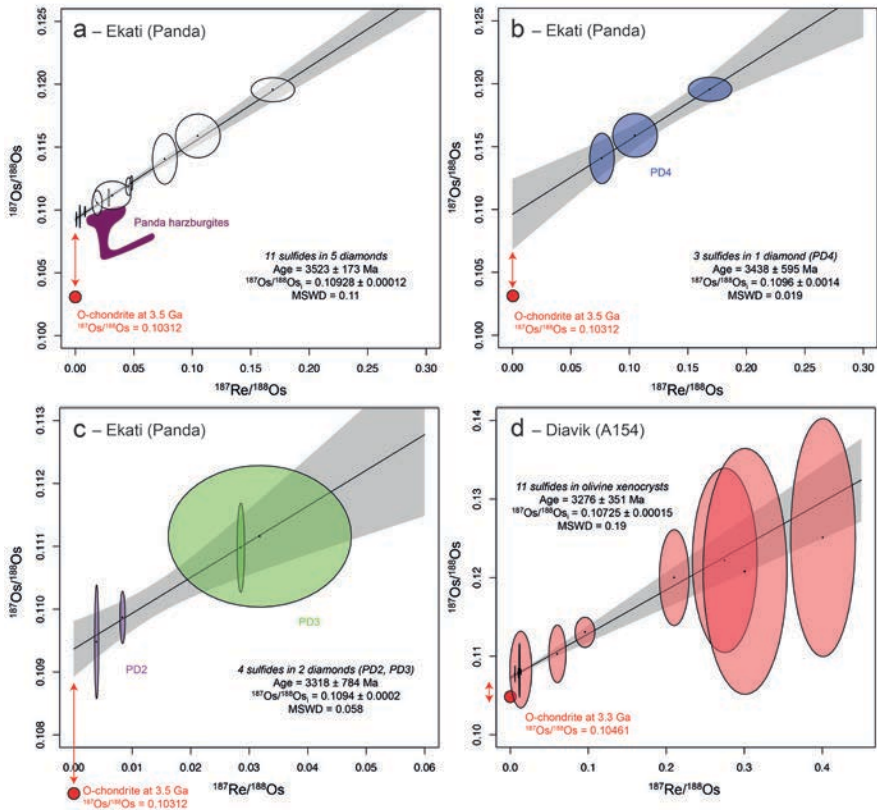 a – Ekati (Panda)
0.125
0.120
0.115
0.110
0.105
0.100
187Os/188Os
Panda harzburgites
11 sulfides in 5 diamonds
Age = 3523 ± 173 Ma
187Os/188Osi = 0.10928 ± 0.00012
MSWD = 0.11
O-chondrite at 3.5 Ga
187Os/188Os = 0.10312
0.00 0.05 0.10 0.15 0.20 0.25 0.30
187Re/188Os
b – Ekati (Panda)
0.125
0.120
0.115
0.110
0.105
0.100
187Os/188Os
PD4
3 sulfides in 1 diamond (PD4)
Age = 3438 ± 595 Ma
187Os/188Osi = 0.1096 ± 0.0014
MSWD = 0.019
O-chondrite at 3.5 Ga
187Os/188Os = 0.10312
0.00 0.05 0.10 0.15 0.20 0.25 0.30
187Re/188Os
c – Ekati (Panda)
0.113
0.112
0.111
0.110
0.109
0.108
187Os/188Os
PD3
PD2
4 sulfides in 2 diamonds (PD2, PD3)
Age = 3318 ± 784 Ma
187Os/188Osi = 0.1094 ± 0.0002
MSWD = 0.058
0.00 0.01 0.02 0.03 0.04 0.05 0.06
O-chondrite at 3.5 Ga
187Os/188Os = 0.10312
187Re/188Os
d – Diavik (A154)
0.14
0.13
0.12
0.11
0.10
187Os/188Os
11 sulfides in olivine xenocrysts
Age = 3276 ± 351 Ma
187Os/188Osi = 0.10725 ± 0.00015
MSWD = 0.19
O-chondrite at 3.3 Ga
187Os/188Os = 0.10461
0.0 0.1 0.2 0.3 0.4
187Re/188Os